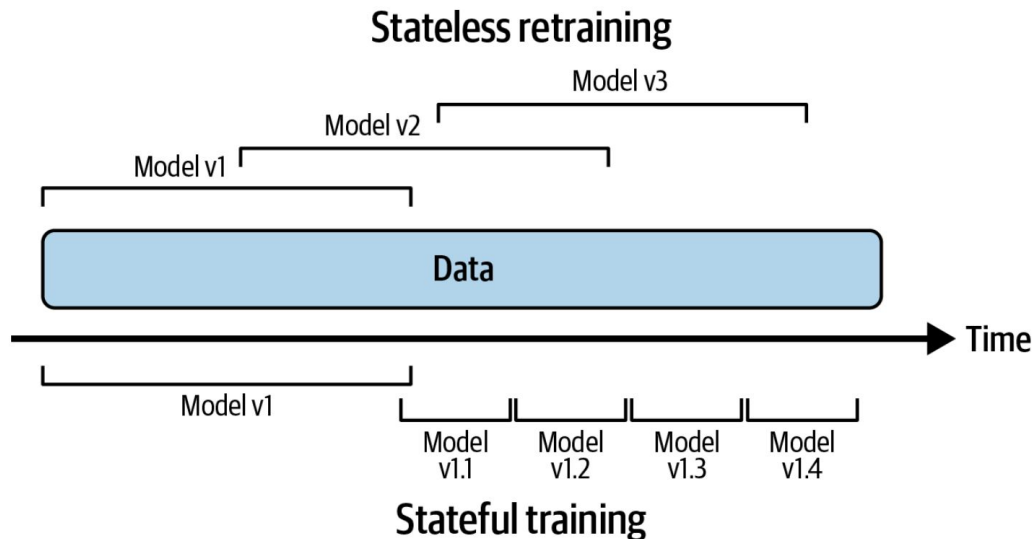 Stateless retraining
Model v3
Model v2
Model v1
Data
Time
Model v1
Model
v1.1
Model
v1.2
Model
v1.3
Model
v1.4
Stateful training